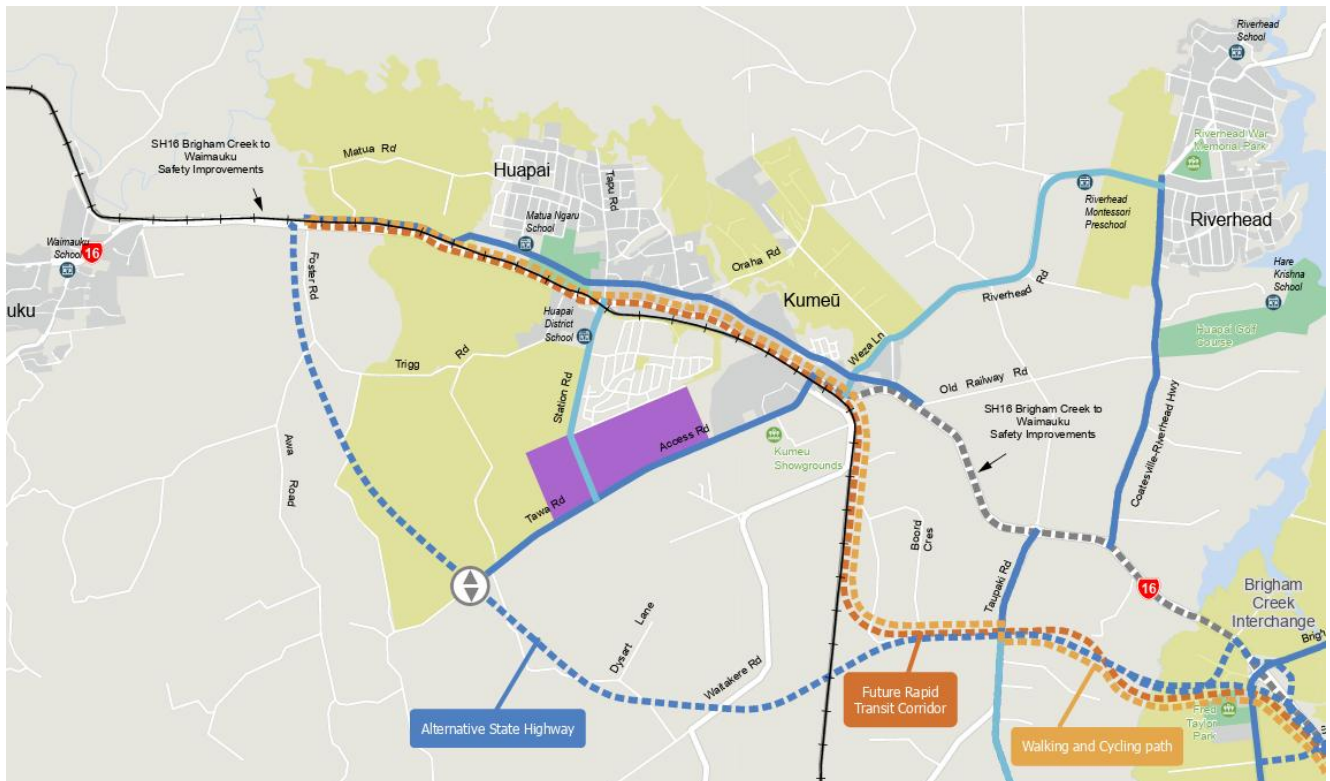 Riverhead
School
SH16 Brigham Creek to
Waimauku
Safety Improvements
Matua Rd
Huapai
Tapu Rd
Riverhead War
Memorial Park
Riverhead
Montessori
Preschool
Riverhead
Matua Ngaru
School
Waimauku
School
16
Foster Rd
Oraha Rd
Hare
Krishna
School
uku
Kumeū
Riverhead Rd
Huapai
District
School
Weza Ln
Huapai Golf
course
Trigg Rd
Station Rd
Old Railway Rd
SH16 Brigham Creek to
Waimauku
Safety Improvements
Coatesville-Riverhead Hwy
Awa Road
Access Rd
Kumeu
Showgrounds
Tawa Rd
Boord
Cres
Taupaki Rd
16
Brigham
Creek
Interchange
Brigh
Dysart Lane
Waitakere Rd
Alternative State Highway
Future Rapid
Transit Corridor
Walking and Cycling path
Fred
Taylor
Park